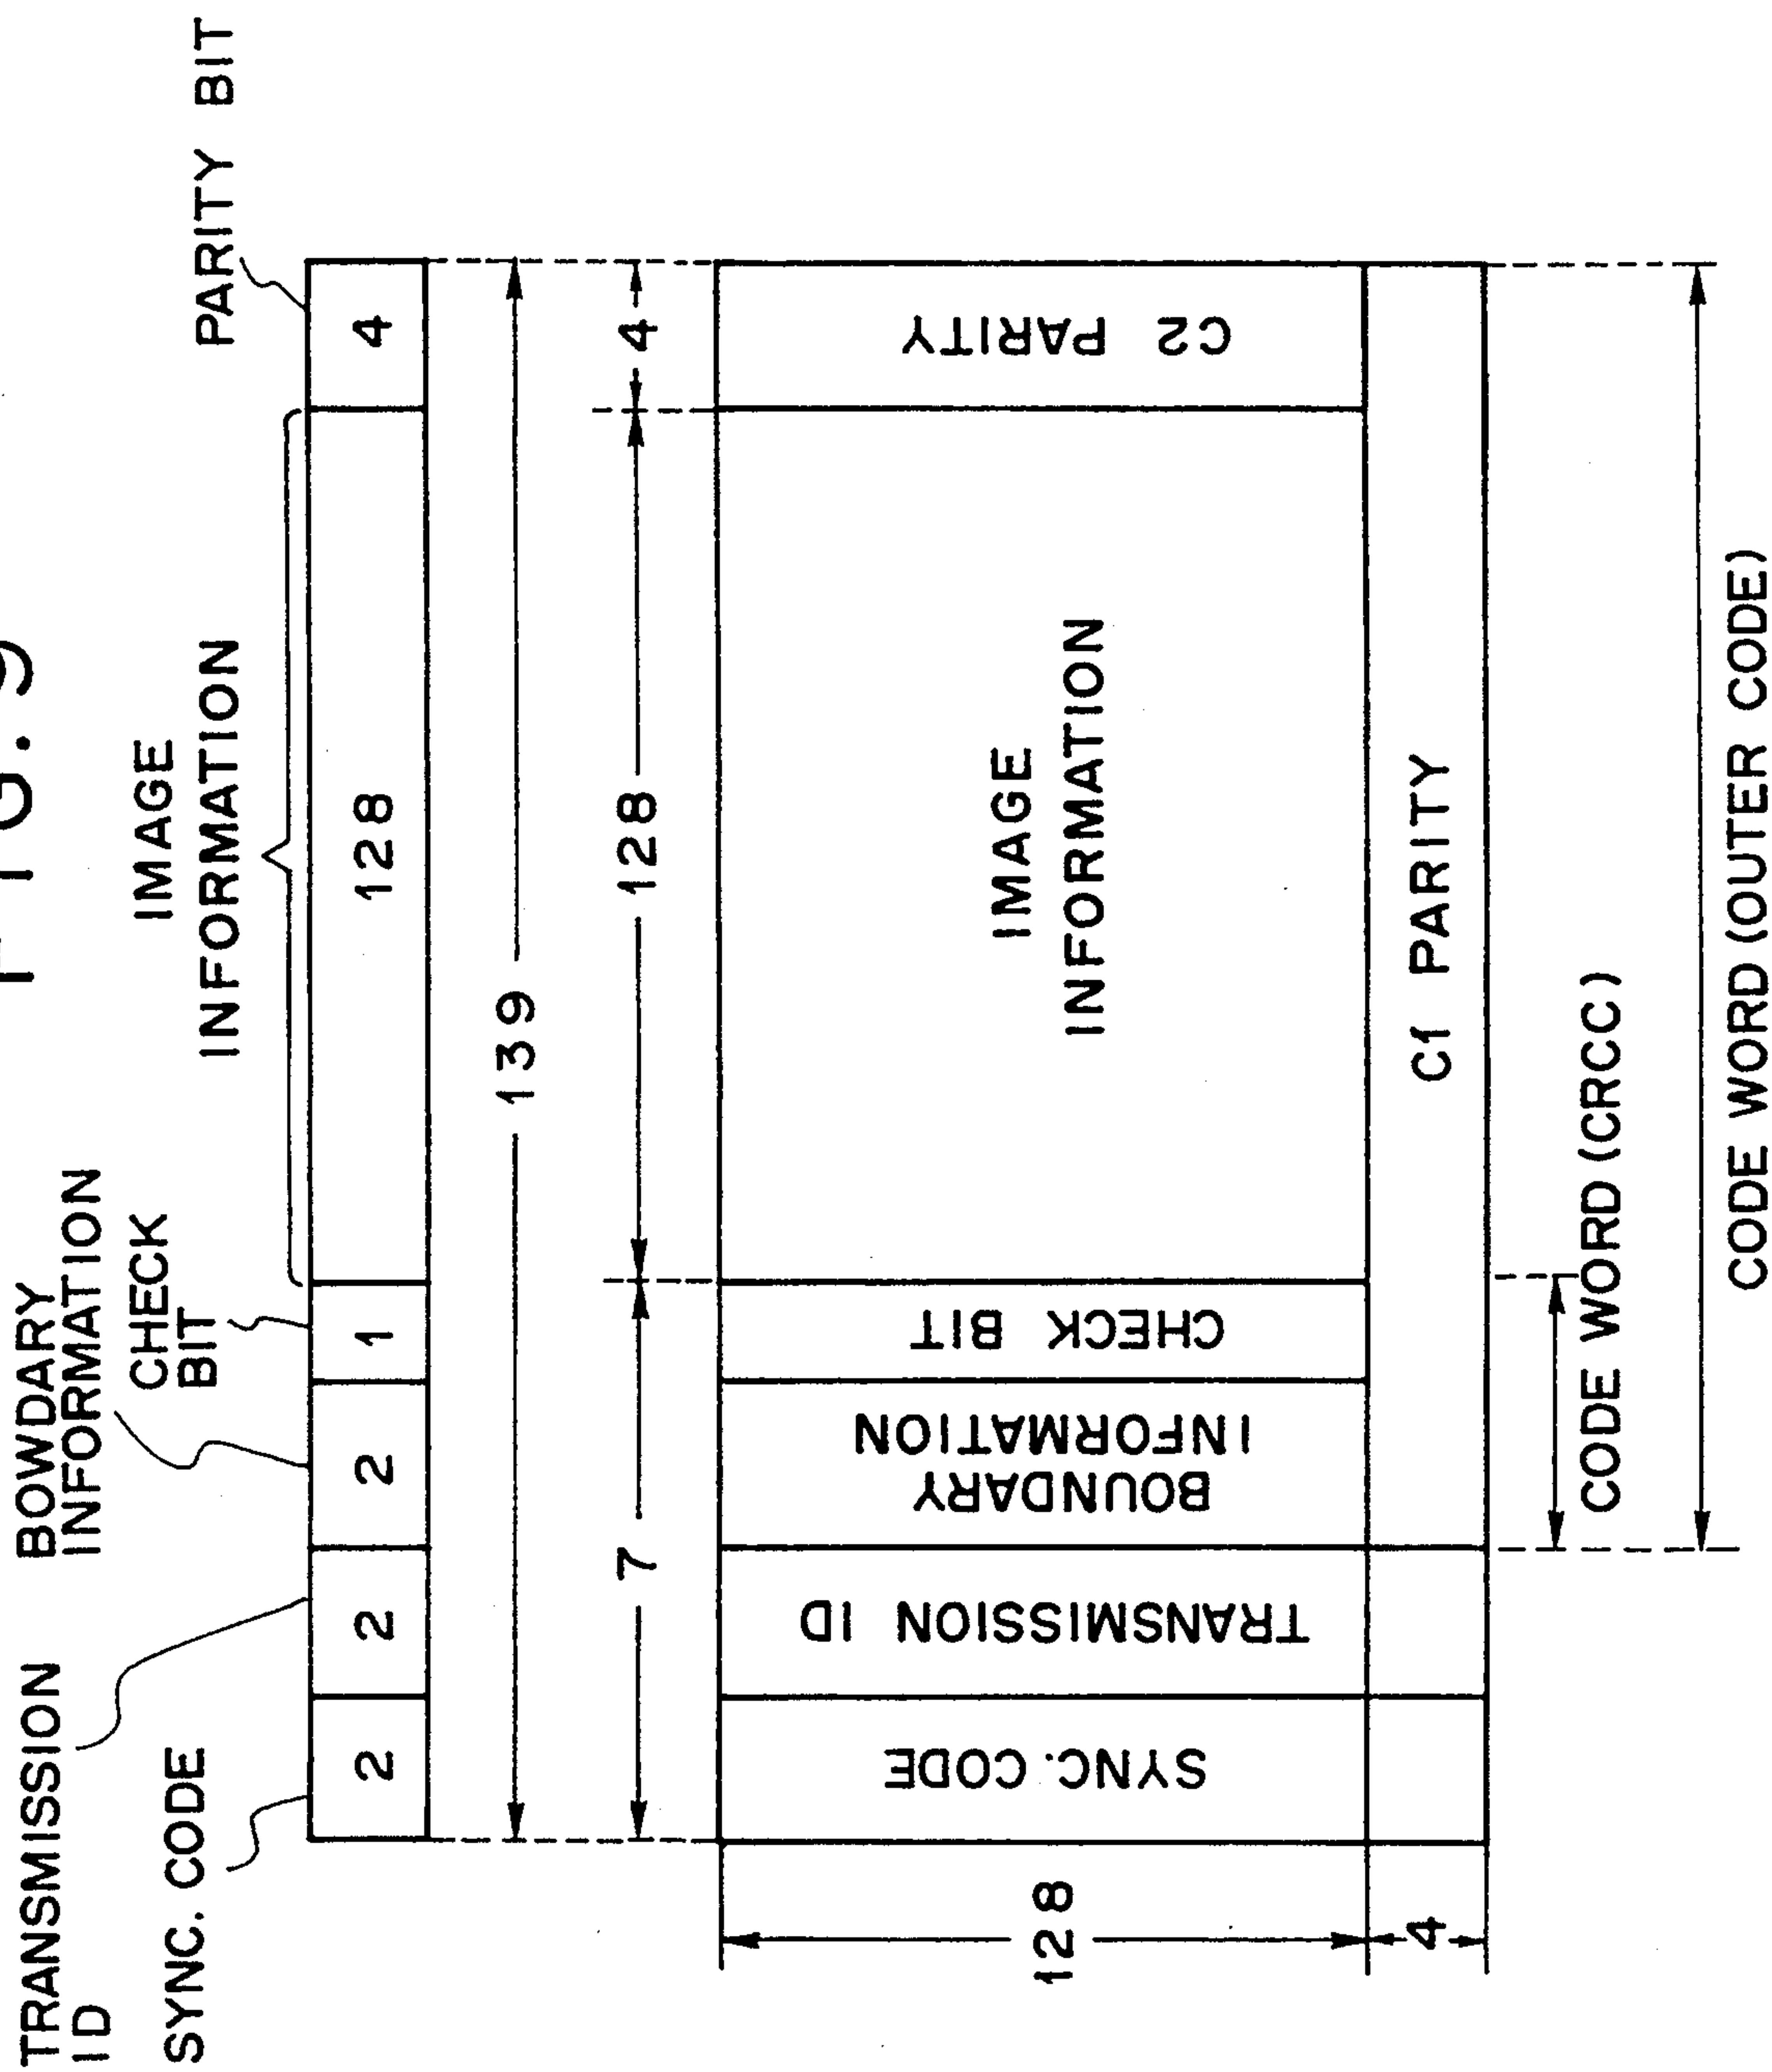 FIG. 9
TRANSMISSION
ID
SYNC. CODE
BOWDARY
INFORMATION
CHECK
BIT
IMAGE
INFORMATION
PARITY BIT
2
2
2
1
128
4
139
7
128
4
128
4
SYNC. CODE
TRANSMISSION ID
BOUNDARY
INFORMATION
CHECK BIT
IMAGE
INFORMATION
C2 PARITY
C1 PARITY
CODE WORD (CRCC)
CODE WORD (OUTER CODE)